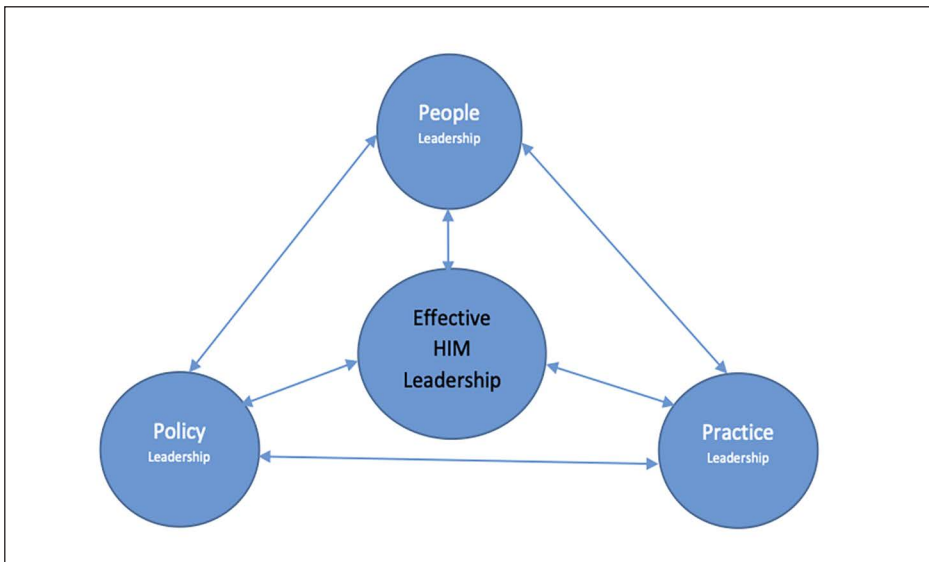 People
Leadership
Effective
HIM
Leadership
Policy
Leadership
Practice
Leadership